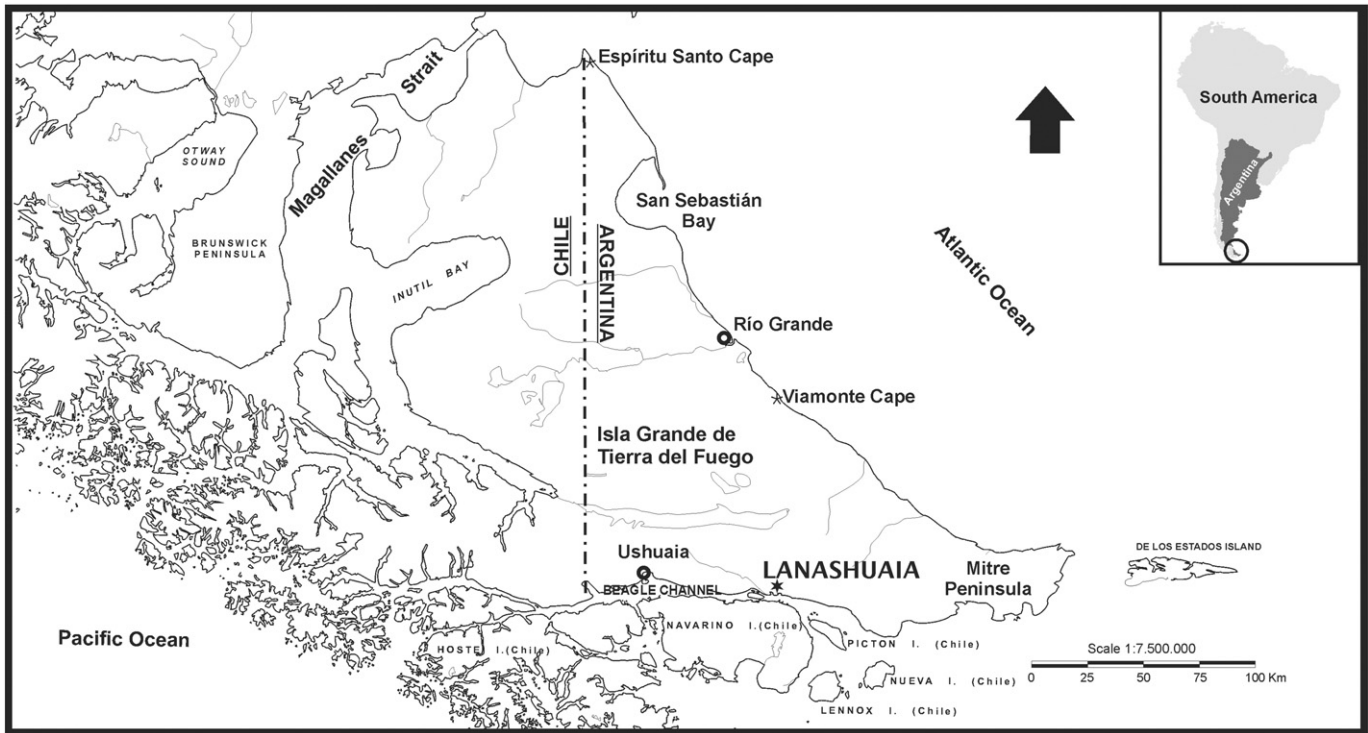 Espíritu Santo Cape
Strait
Magallanes
OTWAY
SOUND
BRUNSWICK
PENINSULA
INUTIL BAY
CHILE
ARGENTINA
San Sebastián
Bay
Atlantic Ocean
South America
Argentina
Río Grande
Viamonte Cape
Isla Grande de
Tierra del Fuego
Ushuaia
BEAGLE CHANNEL
LANASHUAIA
Mitre
Peninsula
DE LOS ESTADOS ISLAND
Pacific Ocean
HOSTE I.(Chile)
NAVARINO I.(Chile)
PICTON I. (Chile)
NUEVA I. (Chile)
LENNOX I. (Chile)
Scale 1:7.500.000
0 25 50 75 100 Km